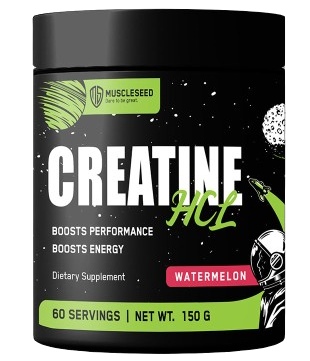 MUSCLESEED
Dare to be great.
CREATINE
HCL
BOOSTS PERFORMANCE
BOOSTS ENERGY
Dietary Supplement
WATERMELON
60 SERVINGS | NET WT. 150 G